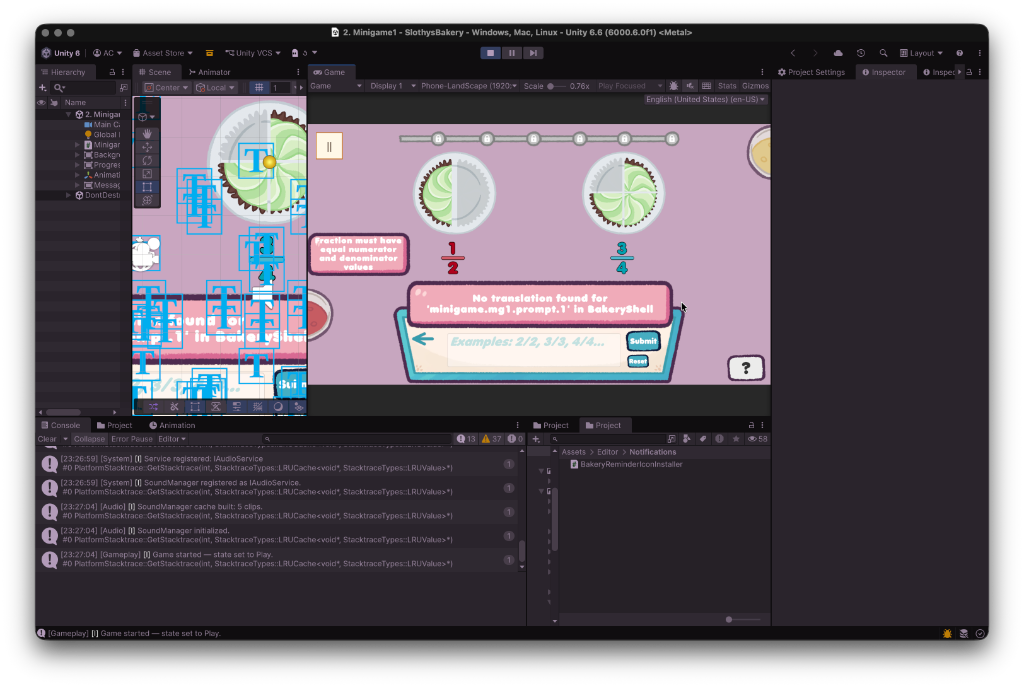 2. Minigame1 - SlothysBakery - Windows, Mac, Linux - Unity 6.6 (6000.6.0f1) <Metal>
Unity 6
AC
Asset Store
Unity VCS
Layout
Hierarchy
Scene
Animator
Game
Project Settings
Inspector
Inspec
Center
Local
1
Game
Display 1
Phone-LandScape (1920:
Scale
0.76x
Play Focused
Stats
Gizmos
English (United States) (en-US)
Name
2. Minigar
Main Ca
Global
Minigar
Backgr
Progres
Animati
Messag
DontDest
Fraction must have
equal numerator
and denominator
values
1
2
3
4
No translation found for
'minigame.mg1.prompt.1' in BakeryShell
Examples: 2/2, 3/3, 4/4...
Submit
Reset
?
Console
Project
Animation
Clear
Collapse
Error Pause
Editor
13
37
0
[23:26:59] [System] [I] Service registered: IAudioService
#0 PlatformStacktrace::GetStacktrace(int, StacktraceTypes::LRUCache<void*, StacktraceTypes::LRUValue>*)
1
[23:26:59] [System] [I] SoundManager registered as IAudioService.
#0 PlatformStacktrace::GetStacktrace(int, StacktraceTypes::LRUCache<void*, StacktraceTypes::LRUValue>*)
1
[23:27:04] [Audio] [I] SoundManager cache built: 5 clips.
#0 PlatformStacktrace::GetStacktrace(int, StacktraceTypes::LRUCache<void*, StacktraceTypes::LRUValue>*)
1
[23:27:04] [Audio] [I] SoundManager initialized.
#0 PlatformStacktrace::GetStacktrace(int, StacktraceTypes::LRUCache<void*, StacktraceTypes::LRUValue>*)
1
[23:27:04] [Gameplay] [I] Game started — state set to Play.
#0 PlatformStacktrace::GetStacktrace(int, StacktraceTypes::LRUCache<void*, StacktraceTypes::LRUValue>*)
1
Project
Project
58
Assets > Editor > Notifications
BakeryReminderIconInstaller
[Gameplay] [I] Game started — state set to Play.